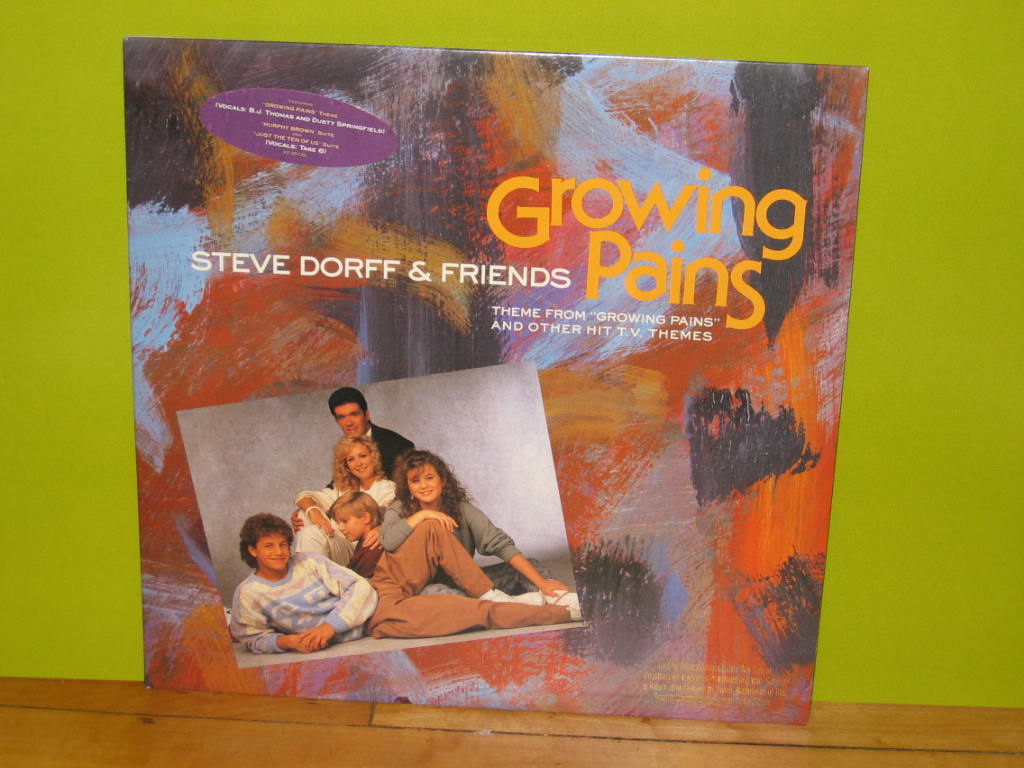 FEATURING
"GROWING PAINS" THEME
(VOCALS: B.J. THOMAS AND DUSTY SPRINGFIELD)
"MURPHY BROWN" SUITE
"JUST THE TEN OF US" SUITE
(VOCALS: TAKE 6)
Growing
Pains
STEVE DORFF & FRIENDS
THEME FROM "GROWING PAINS"
AND OTHER HIT T.V. THEMES